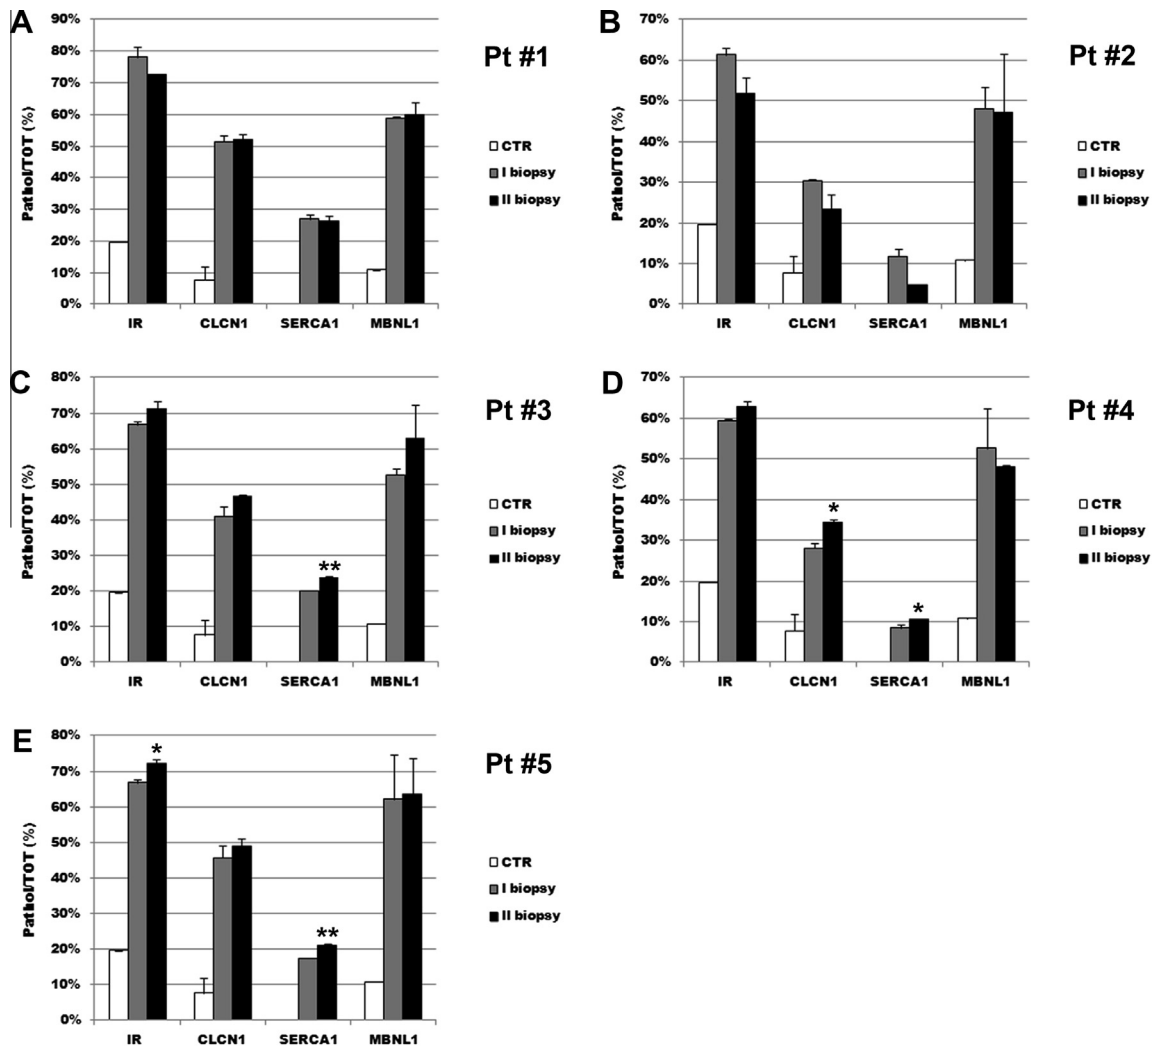 A
Pt #1
Pathol/TOT (%)
90%
80%
70%
60%
50%
40%
30%
20%
10%
0%
IR CLCN1 SERCA1 MBNL1
CTR
I biopsy
II biopsy
B
Pt #2
Pathol/TOT (%)
70%
60%
50%
40%
30%
20%
10%
0%
IR CLCN1 SERCA1 MBNL1
CTR
I biopsy
II biopsy
C
Pt #3
Pathol/TOT (%)
80%
70%
60%
50%
40%
30%
20%
10%
0%
**
IR CLCN1 SERCA1 MBNL1
CTR
I biopsy
II biopsy
D
Pt #4
Pathol/TOT (%)
70%
60%
50%
40%
30%
20%
10%
0%
*
*
IR CLCN1 SERCA1 MBNL1
CTR
I biopsy
II biopsy
E
Pt #5
Pathol/TOT (%)
80%
70%
60%
50%
40%
30%
20%
10%
0%
*
**
IR CLCN1 SERCA1 MBNL1
CTR
I biopsy
II biopsy